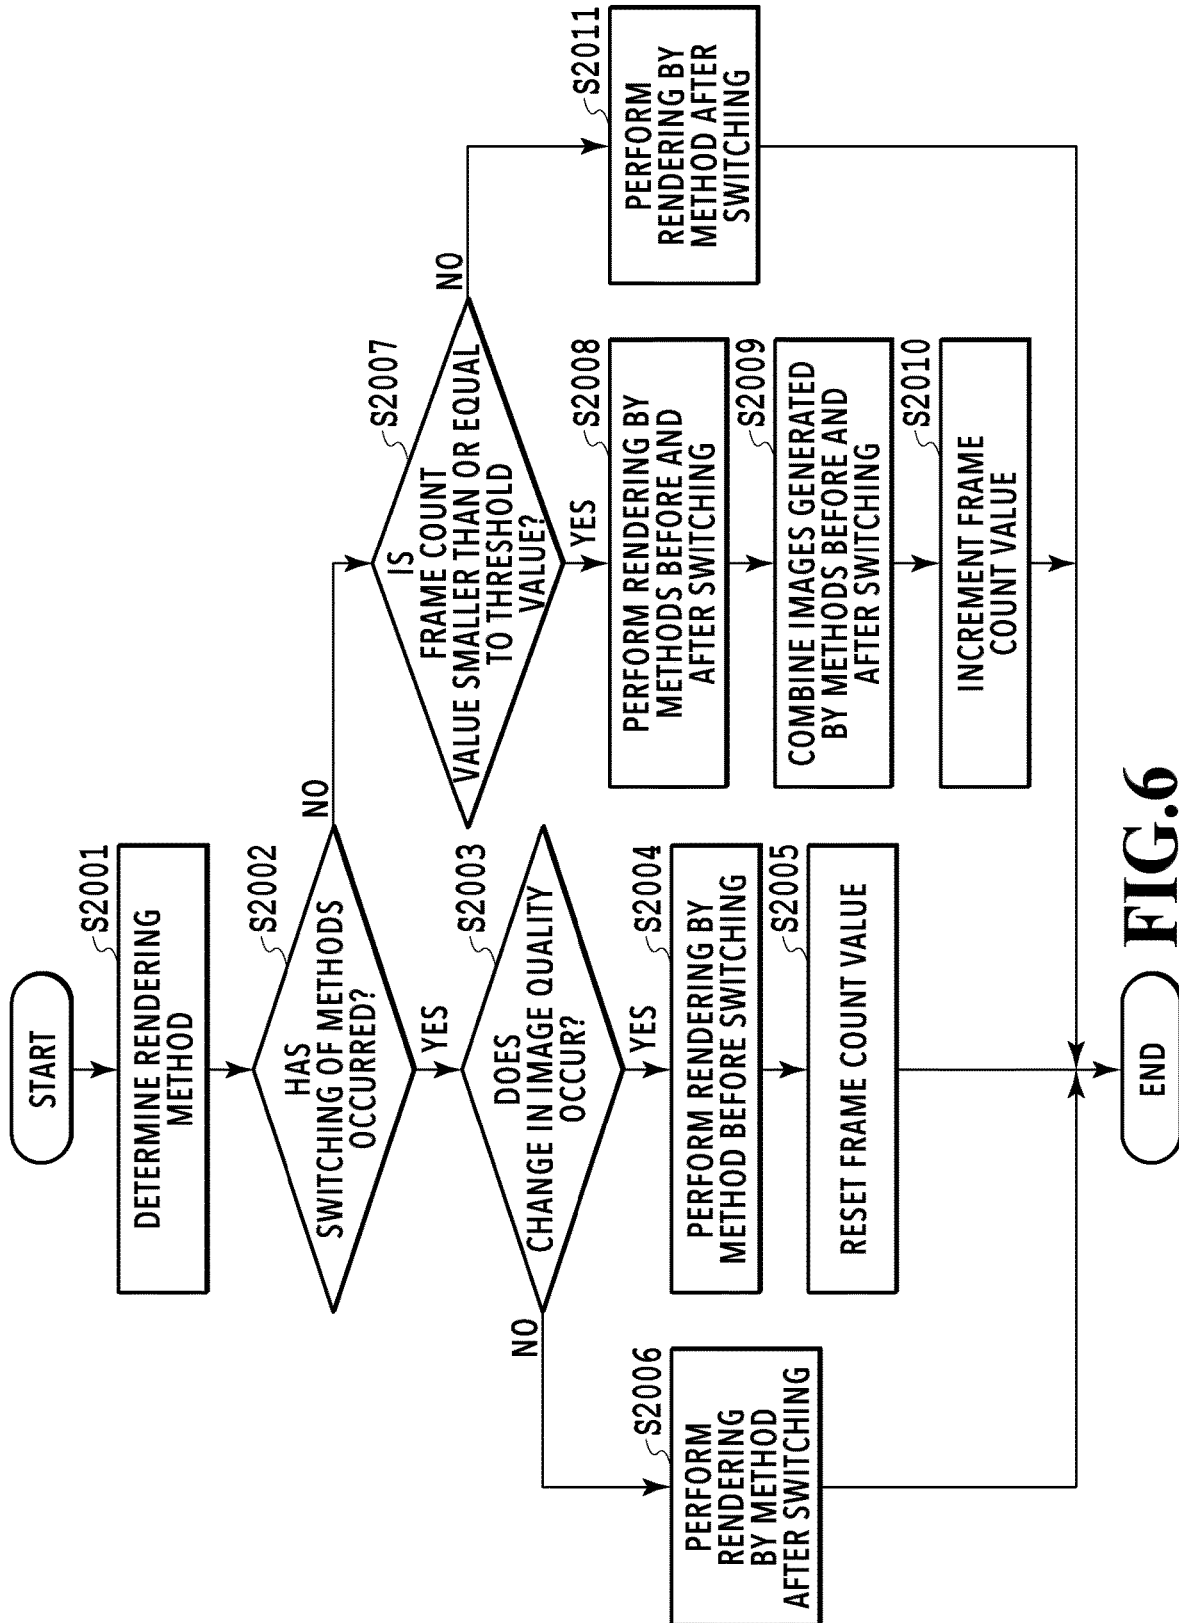 START
S2001
DETERMINE RENDERING
METHOD
S2002
HAS
SWITCHING OF METHODS
OCCURRED?
NO
YES
S2003
DOES
CHANGE IN IMAGE QUALITY
OCCUR?
NO
YES
S2004
PERFORM RENDERING BY
METHOD BEFORE SWITCHING
S2005
RESET FRAME COUNT VALUE
S2006
PERFORM
RENDERING
BY METHOD
AFTER SWITCHING
S2007
IS
FRAME COUNT
VALUE SMALLER THAN OR EQUAL
TO THRESHOLD
VALUE?
NO
YES
S2008
PERFORM RENDERING BY
METHODS BEFORE AND
AFTER SWITCHING
S2009
COMBINE IMAGES GENERATED
BY METHODS BEFORE AND
AFTER SWITCHING
S2010
INCREMENT FRAME
COUNT VALUE
S2011
PERFORM
RENDERING BY
METHOD AFTER
SWITCHING
END
FIG.6